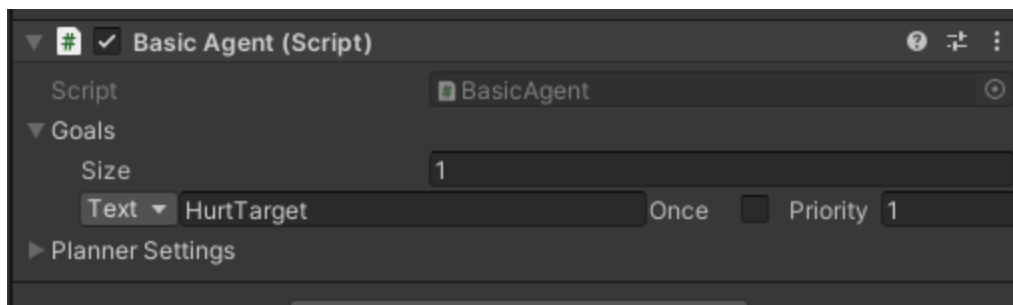 # Basic Agent (Script)
Script # BasicAgent
Goals
Size 1
Text HurtTarget Once Priority 1
Planner Settings